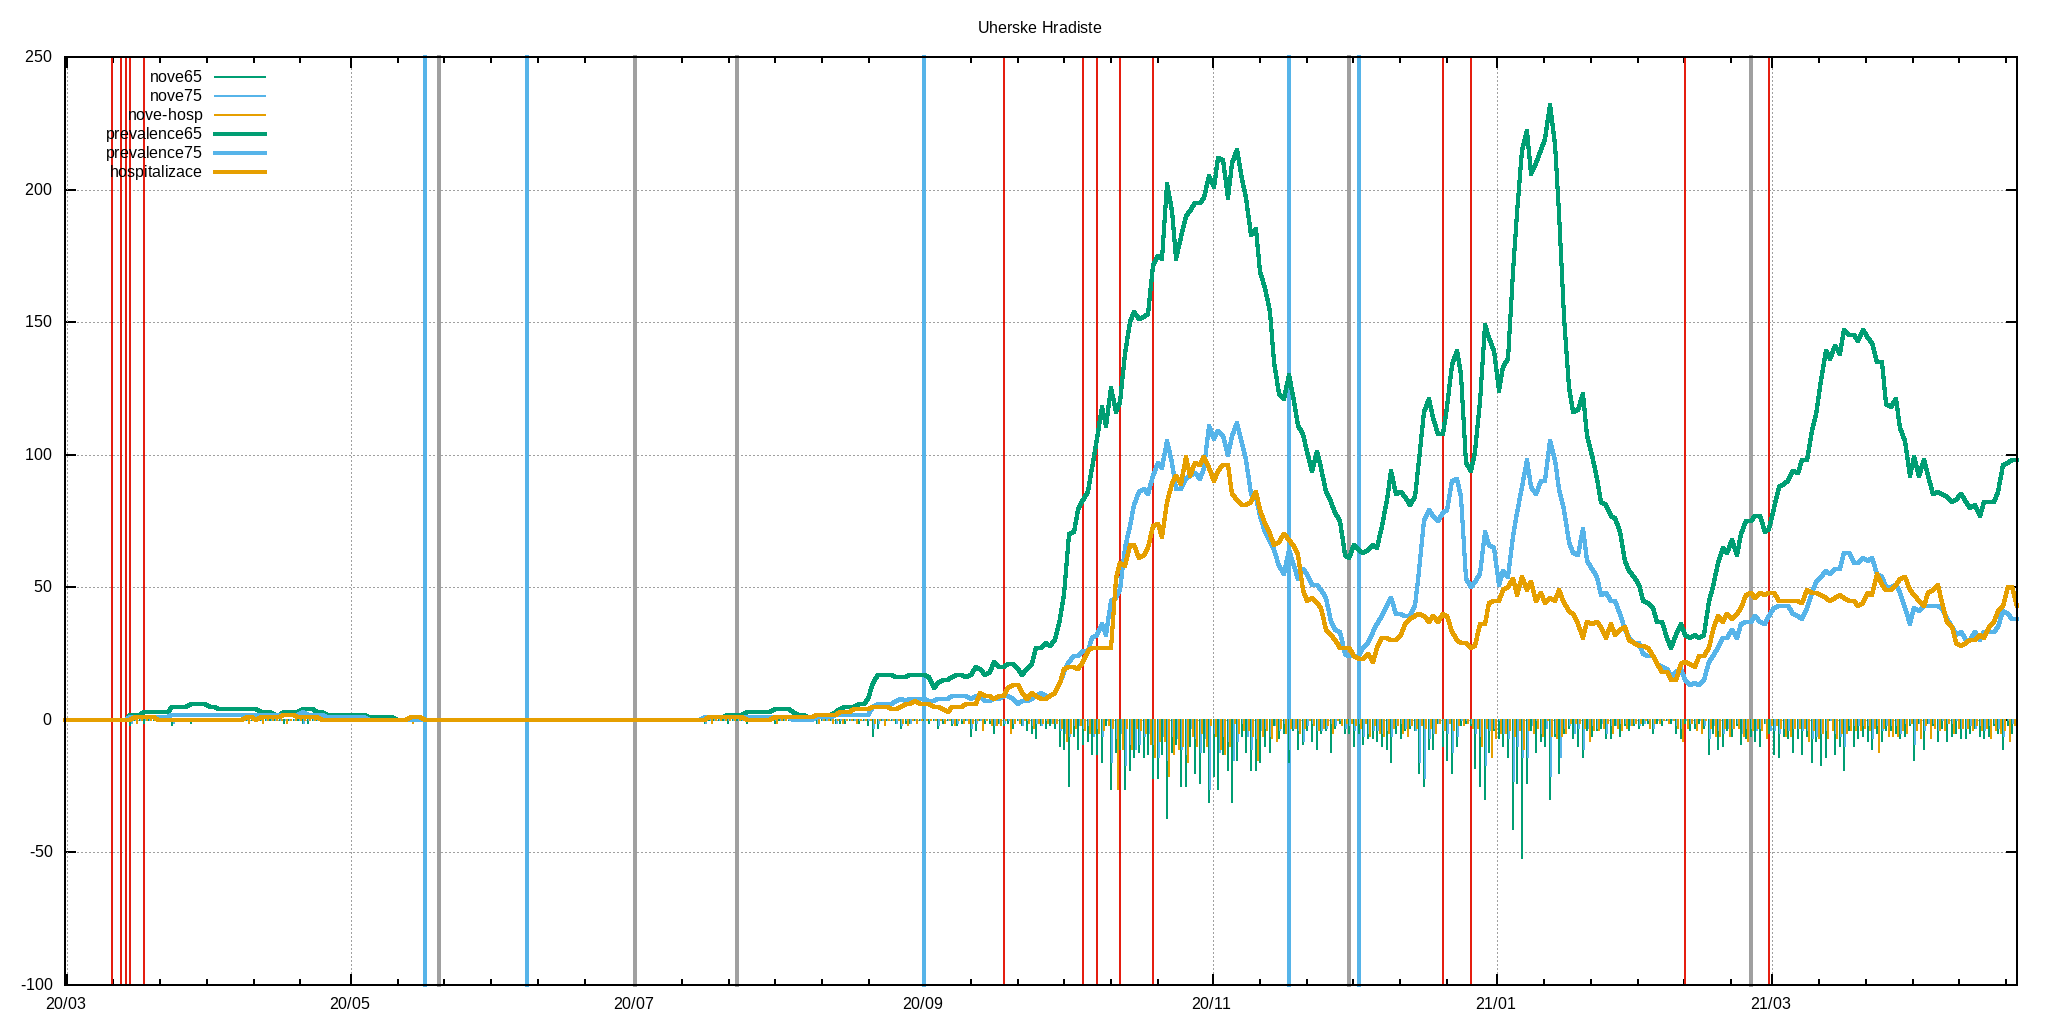 Uherske Hradiste
250
200
150
100
50
0
-50
-100
nove65
nove75
nove-hosp
prevalence65
prevalence75
hospitalizace
20/03 20/05 20/07 20/09 20/11 21/01 21/03